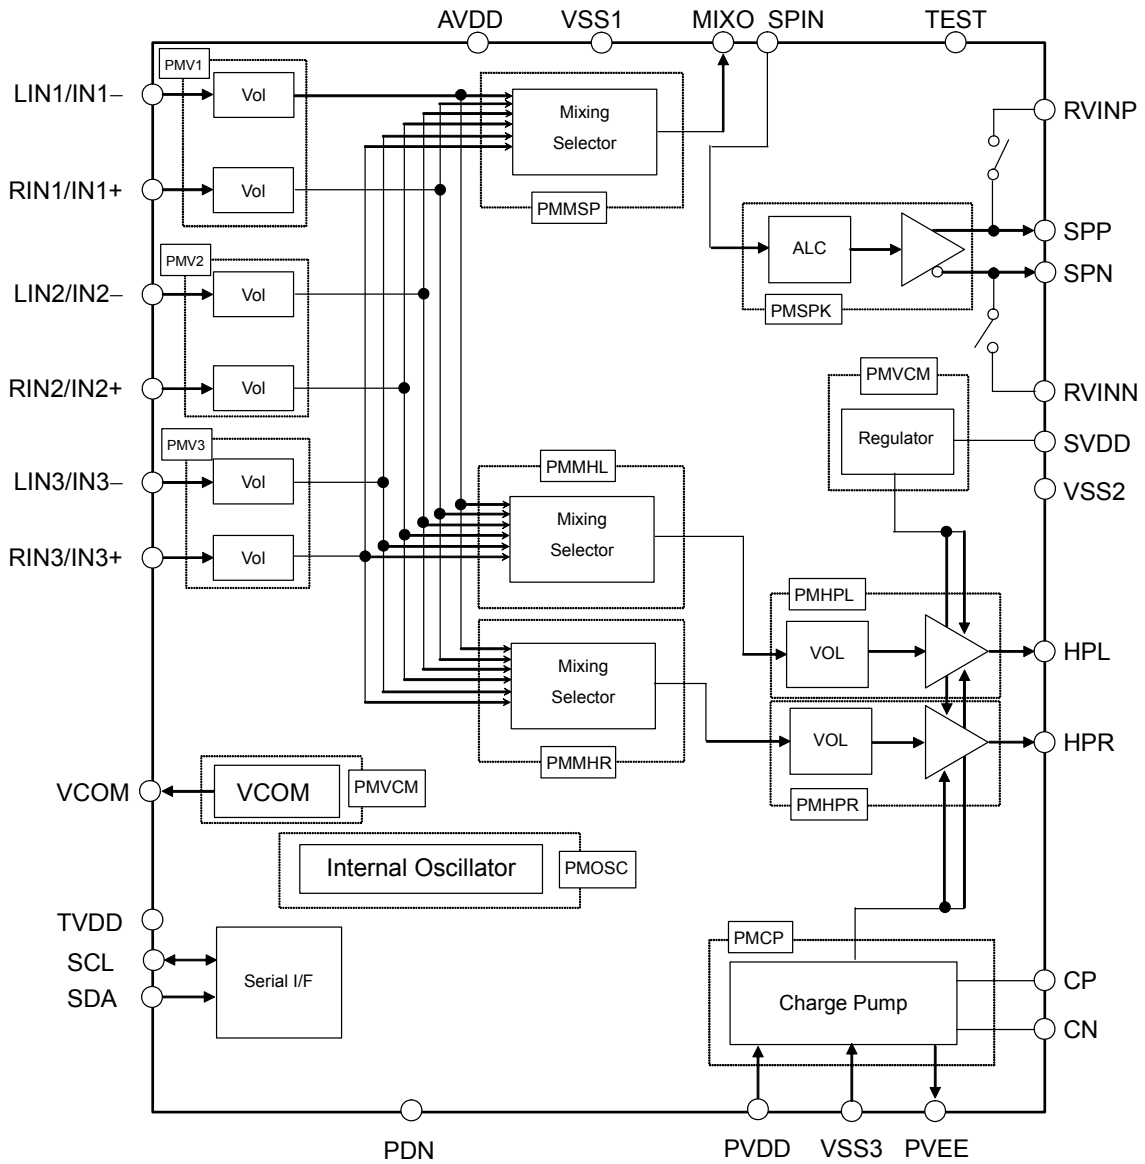 AVDD VSS1 MIXO SPIN TEST
PMV1
LIN1/IN1− Vol
Mixing
Selector
RVINP
RIN1/IN1+ Vol
PMMSP
PMV2
ALC
SPP
SPN
LIN2/IN2− Vol
PMSPK
RIN2/IN2+ Vol
PMVCM
RVINN
PMV3
Regulator
SVDD
LIN3/IN3− Vol
PMMHL
VSS2
Mixing
Selector
RIN3/IN3+ Vol
PMHPL
VOL
HPL
Mixing
Selector
PMMHR
VOL
HPR
PMHPR
VCOM VCOM PMVCM
Internal Oscillator PMOSC
TVDD
PMCP
SCL
SDA
Serial I/F
Charge Pump
CP
CN
PDN PVDD VSS3 PVEE